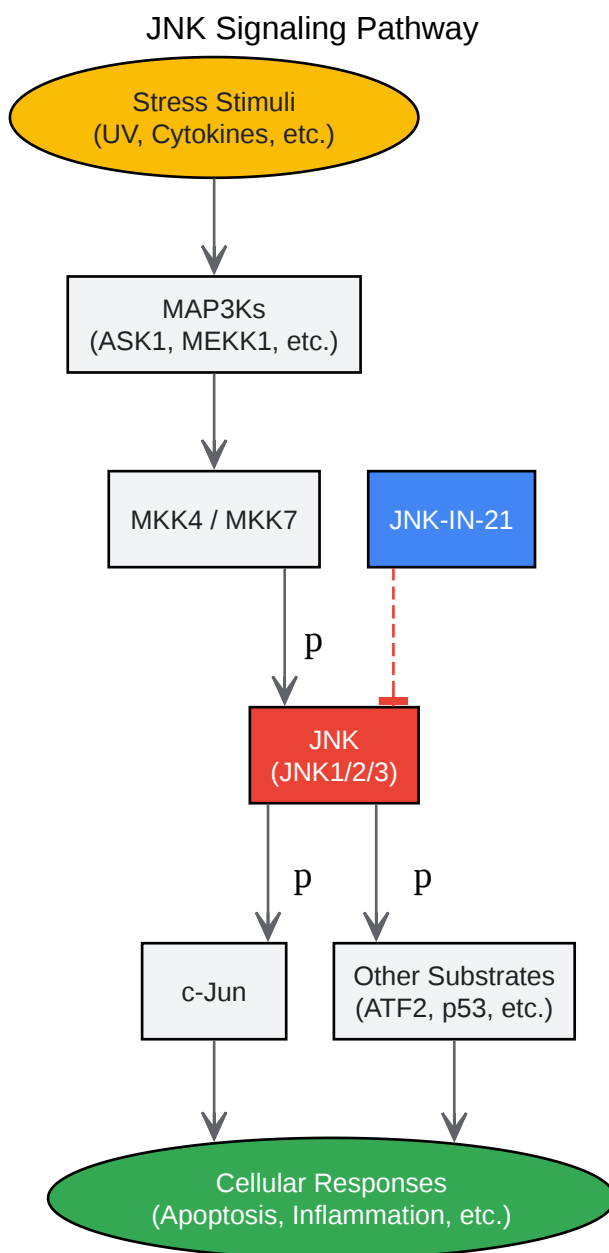 JNK Signaling Pathway
Stress Stimuli
(UV, Cytokines, etc.)
MAP3Ks
(ASK1, MEKK1, etc.)
MKK4 / MKK7
JNK-IN-21
p
JNK
(JNK1/2/3)
p
p
c-Jun
Other Substrates
(ATF2, p53, etc.)
Cellular Responses
(Apoptosis, Inflammation, etc.)